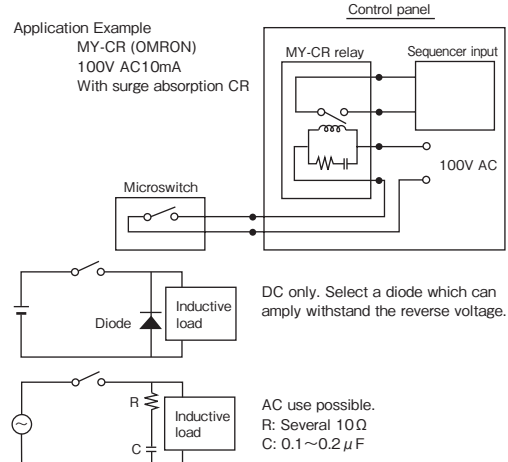 Control panel
Application Example
MY-CR (OMRON)
100V AC10mA
With surge absorption CR
MY-CR relay
Sequencer input
100V AC
Microswitch
Diode
Inductive
load
DC only. Select a diode which can
amply withstand the reverse voltage.
R
C
Inductive
load
AC use possible.
R: Several 10Ω
C: 0.1～0.2μF